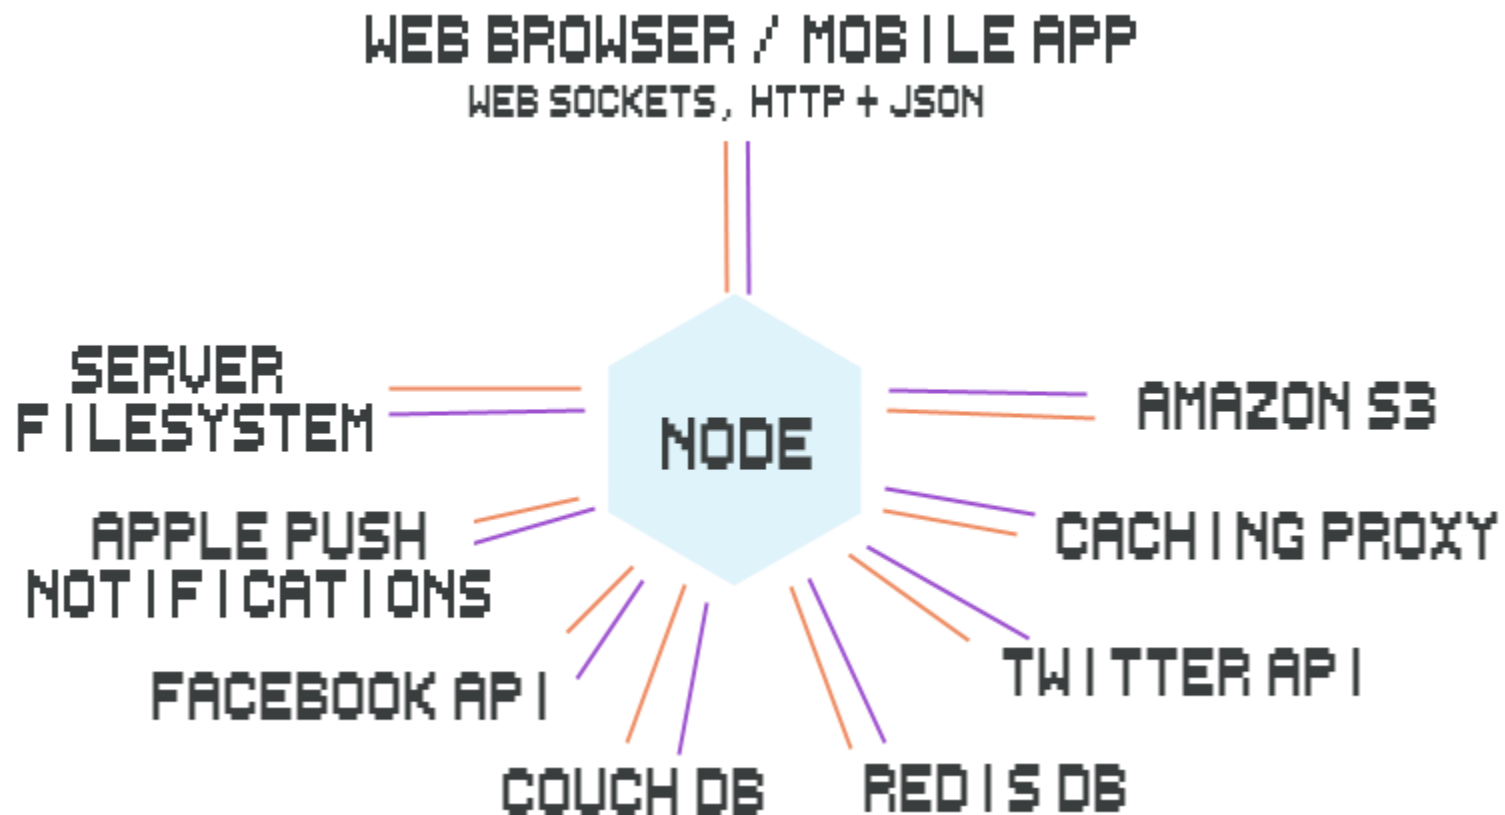 WEB BROWSER / MOBILE APP
WEB SOCKETS, HTTP + JSON
SERVER
FILESYSTEM
NODE
AMAZON S3
APPLE PUSH
NOTIFICATIONS
CACHING PROXY
FACEBOOK API
TWITTER API
COUCH DB
REDIS DB